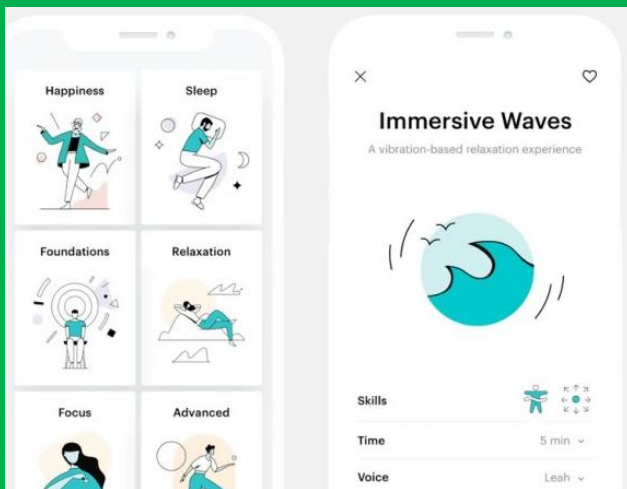 Happiness
Sleep
Foundations
Relaxation
Focus
Advanced
Immersive Waves
A vibration-based relaxation experience
Skills
Time
5 min
Voice
Leah